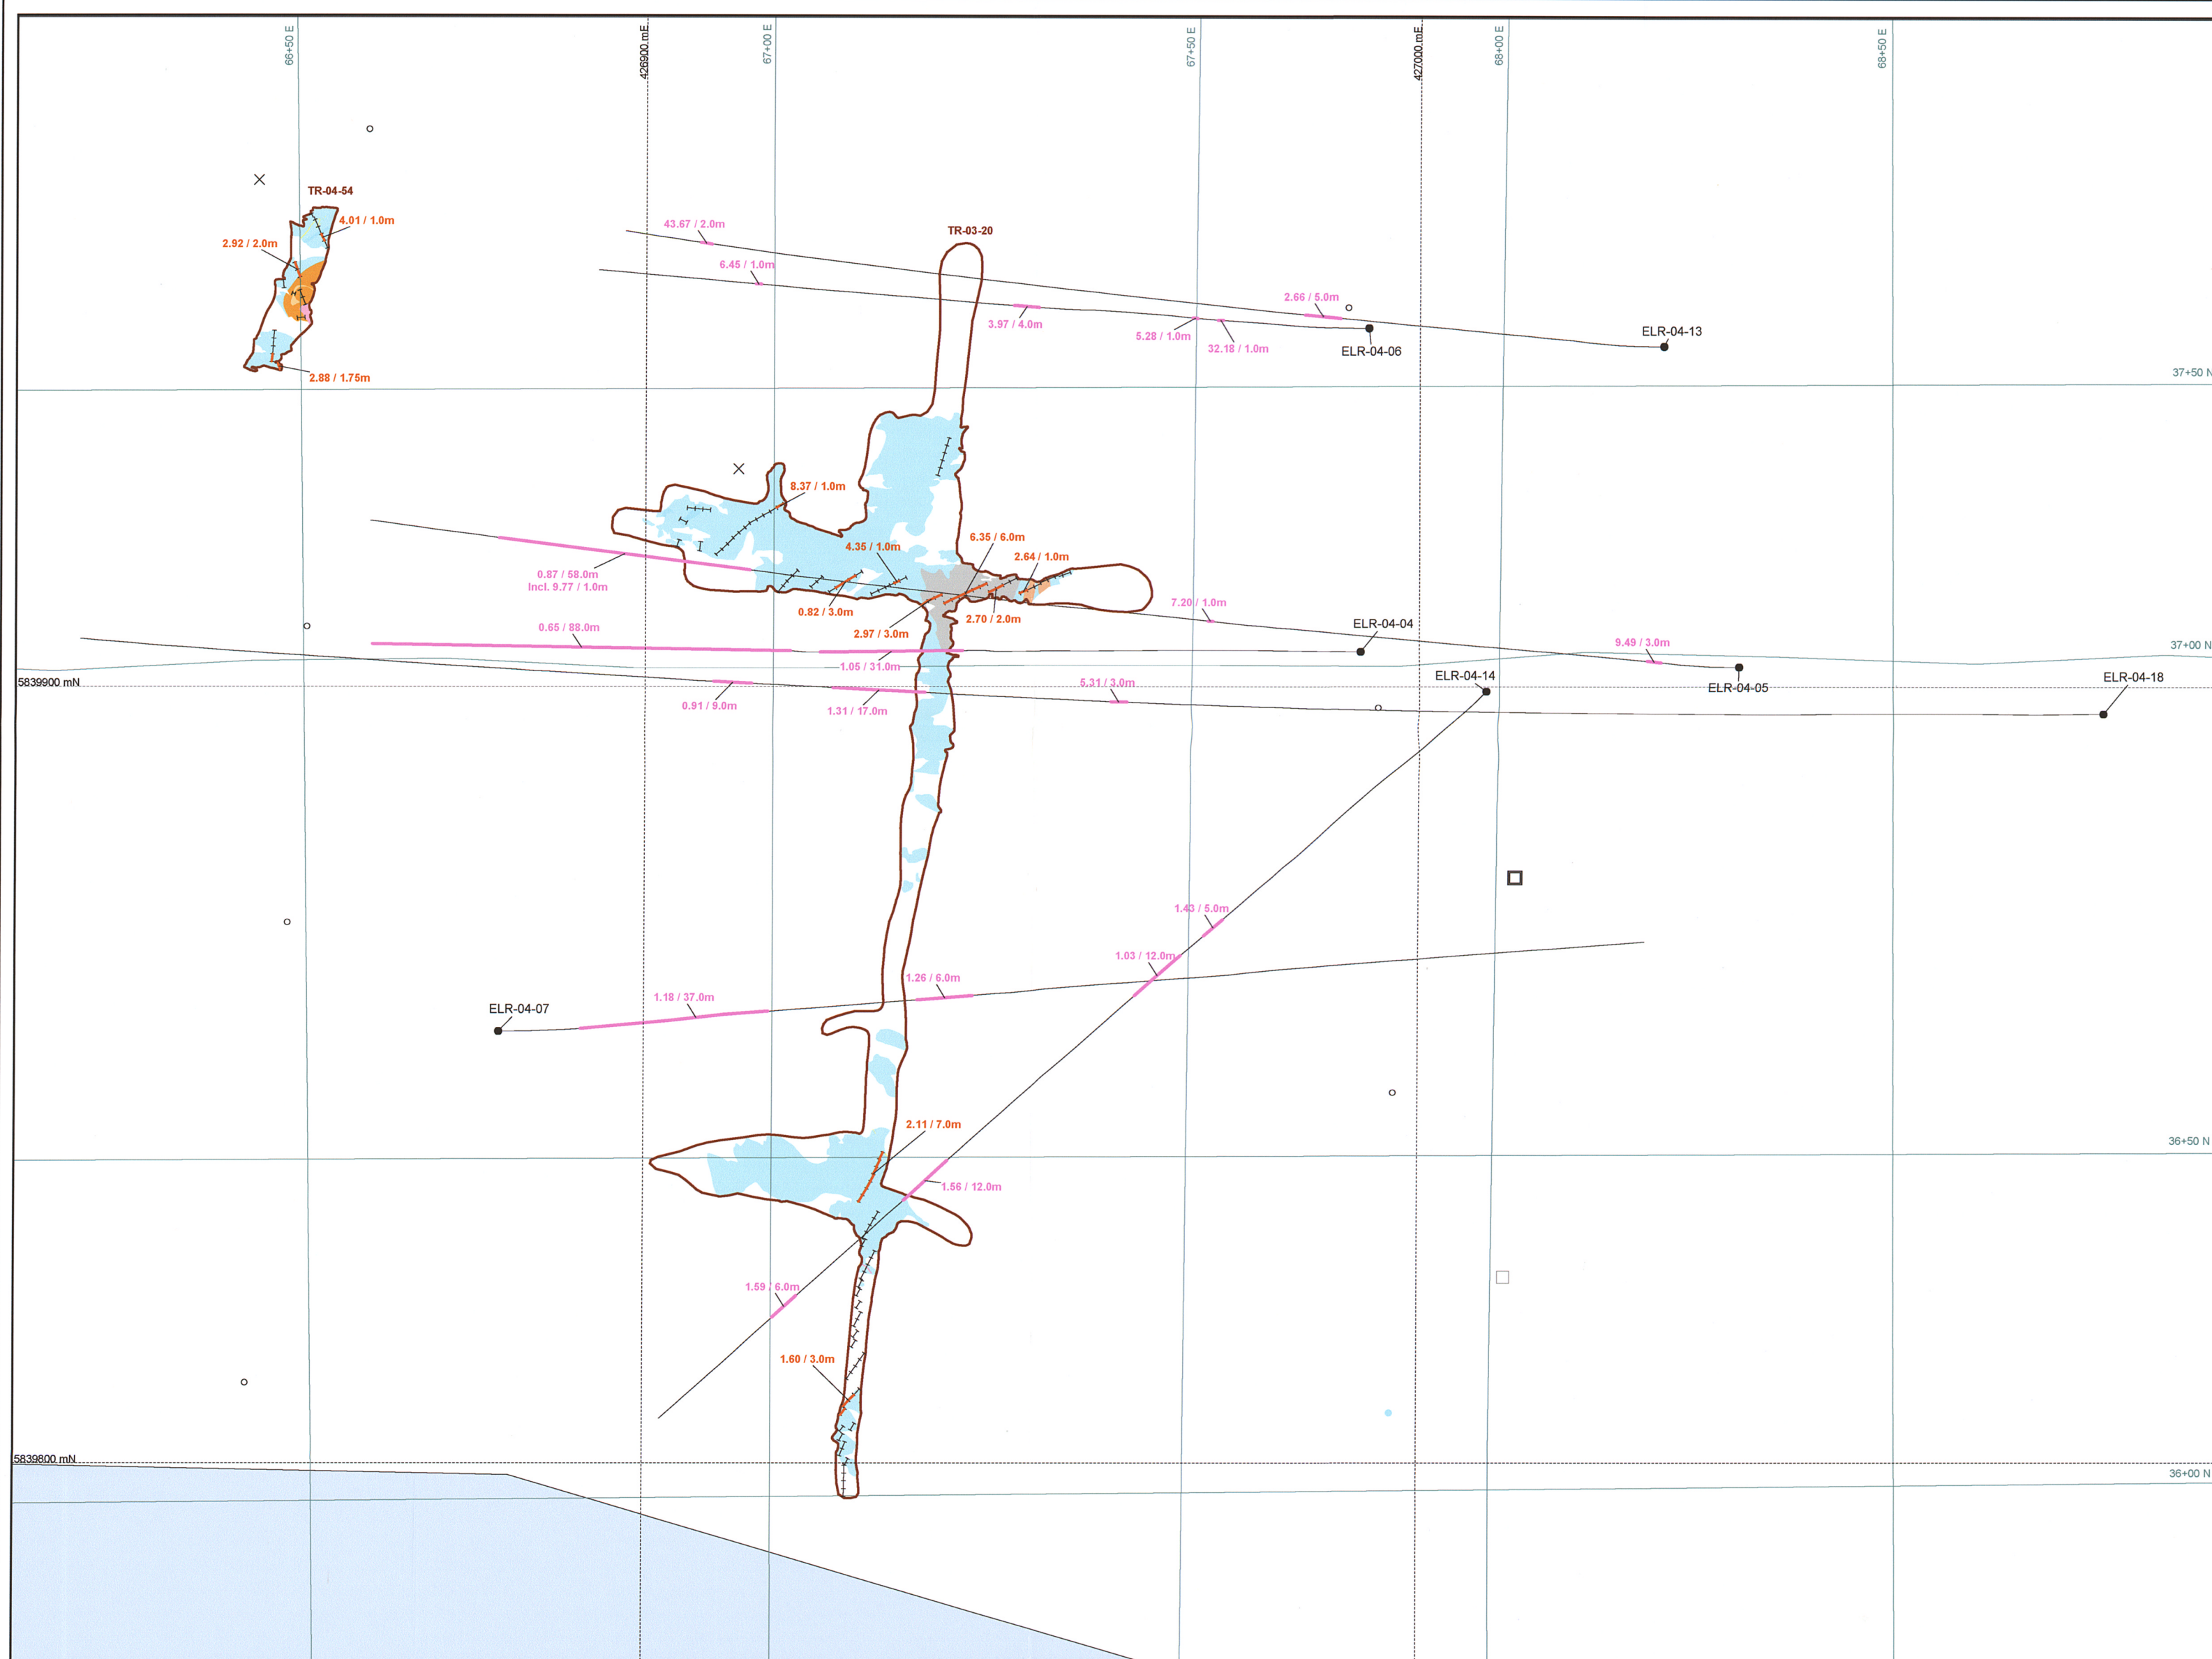 66+50 E
426900 mE
67+00 E
67+50 E
427000 mE
68+00 E
68+50 E
TR-04-54
4.01 / 1.0m
2.92 / 2.0m
2.88 / 1.75m
43.67 / 2.0m
TR-03-20
6.45 / 1.0m
3.97 / 4.0m
5.28 / 1.0m
32.18 / 1.0m
2.66 / 5.0m
ELR-04-06
ELR-04-13
37+50 N
8.37 / 1.0m
4.35 / 1.0m
6.35 / 6.0m
2.64 / 1.0m
0.87 / 58.0m
Incl. 9.77 / 1.0m
0.82 / 3.0m
2.97 / 3.0m
2.70 / 2.0m
7.20 / 1.0m
0.65 / 88.0m
ELR-04-04
9.49 / 3.0m
37+00 N
1.05 / 31.0m
5839900 mN
ELR-04-14
ELR-04-05
ELR-04-18
5.31 / 3.0m
0.91 / 9.0m
1.31 / 17.0m
1.43 / 5.0m
1.03 / 12.0m
1.26 / 6.0m
1.18 / 37.0m
ELR-04-07
2.11 / 7.0m
36+50 N
1.56 / 12.0m
1.59 / 6.0m
1.60 / 3.0m
5839800 mN
36+00 N